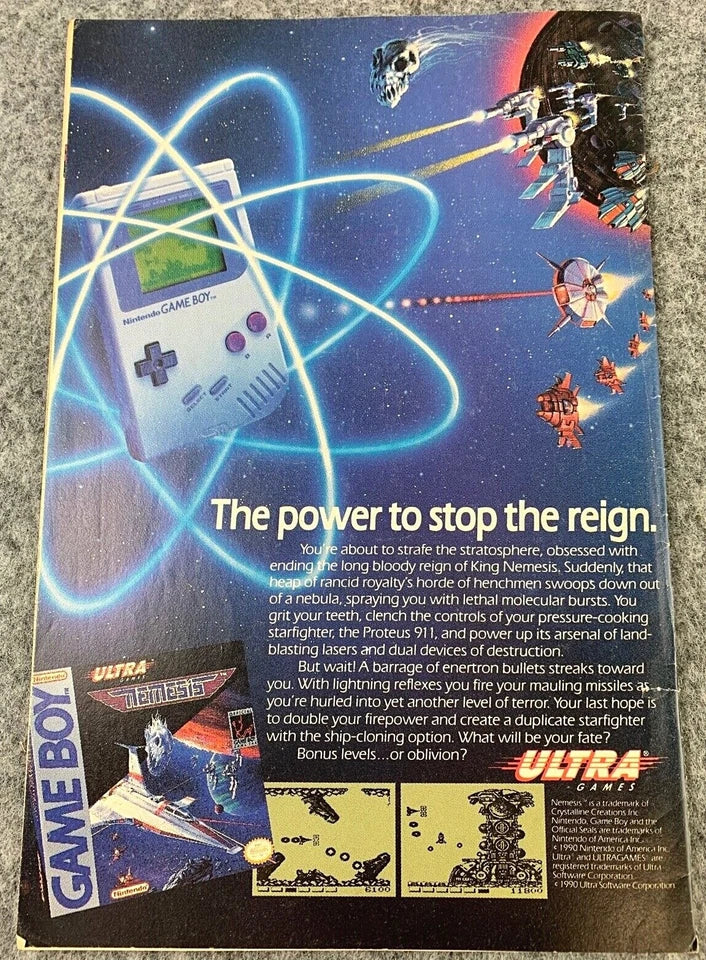 Nintendo GAME BOY™
B A
SELECT START
The power to stop the reign.
You're about to strafe the stratosphere, obsessed with
ending the long bloody reign of King Nemesis. Suddenly, that
heap of rancid royalty's horde of henchmen swoops down out
of a nebula, spraying you with lethal molecular bursts. You
grit your teeth, clench the controls of your pressure-cooking
starfighter, the Proteus 911, and power up its arsenal of land-
blasting lasers and dual devices of destruction.
But wait! A barrage of enertron bullets streaks toward
you. With lightning reflexes you fire your mauling missiles as
you're hurled into yet another level of terror. Your last hope is
to double your firepower and create a duplicate starfighter
with the ship-cloning option. What will be your fate?
Bonus levels...or oblivion?
ULTRA®
GAMES
Nintendo
GAME BOY™
ULTRA
GAMES
NEMESIS
Nintendo
6100
11800
Nemesis™ is a trademark of
Crystalline Creations Inc.
Nintendo, Game Boy and the
Official Seals are trademarks of
Nintendo of America Inc.
© 1990 Nintendo of America Inc.
Ultra® and ULTRAGAMES® are
registered trademarks of Ultra
Software Corporation.
© 1990 Ultra Software Corporation